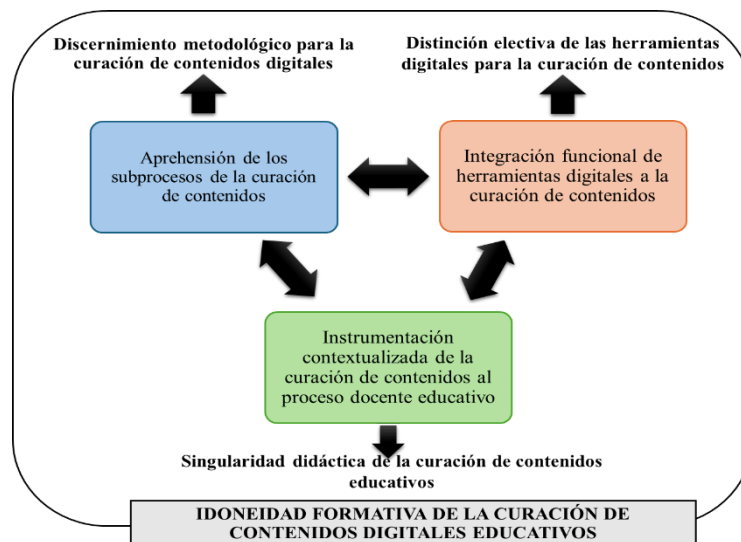 Discernimiento metodológico para la
curación de contenidos digitales
Distinción electiva de las herramientas
digitales para la curación de contenidos
Aprehensión de los
subprocesos de la curación
de contenidos
Integración funcional de
herramientas digitales a la
curación de contenidos
Instrumentación
contextualizada de la
curación de contenidos al
proceso docente educativo
Singularidad didáctica de la curación de contenidos
educativos
IDONEIDAD FORMATIVA DE LA CURACIÓN DE
CONTENIDOS DIGITALES EDUCATIVOS